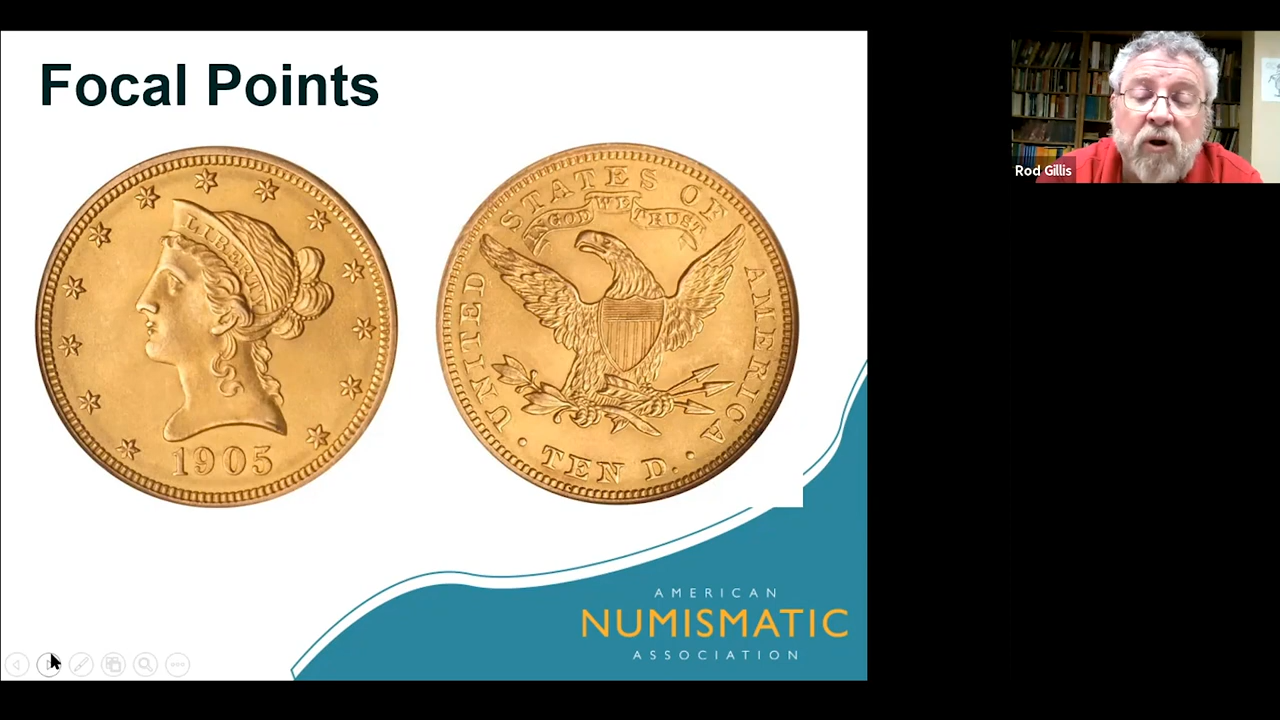 Focal Points
LIBERTY
1905
UNITED STATES OF AMERICA
IN GOD WE TRUST
· TEN D. ·
AMERICAN
NUMISMATIC
ASSOCIATION
Rod Gillis